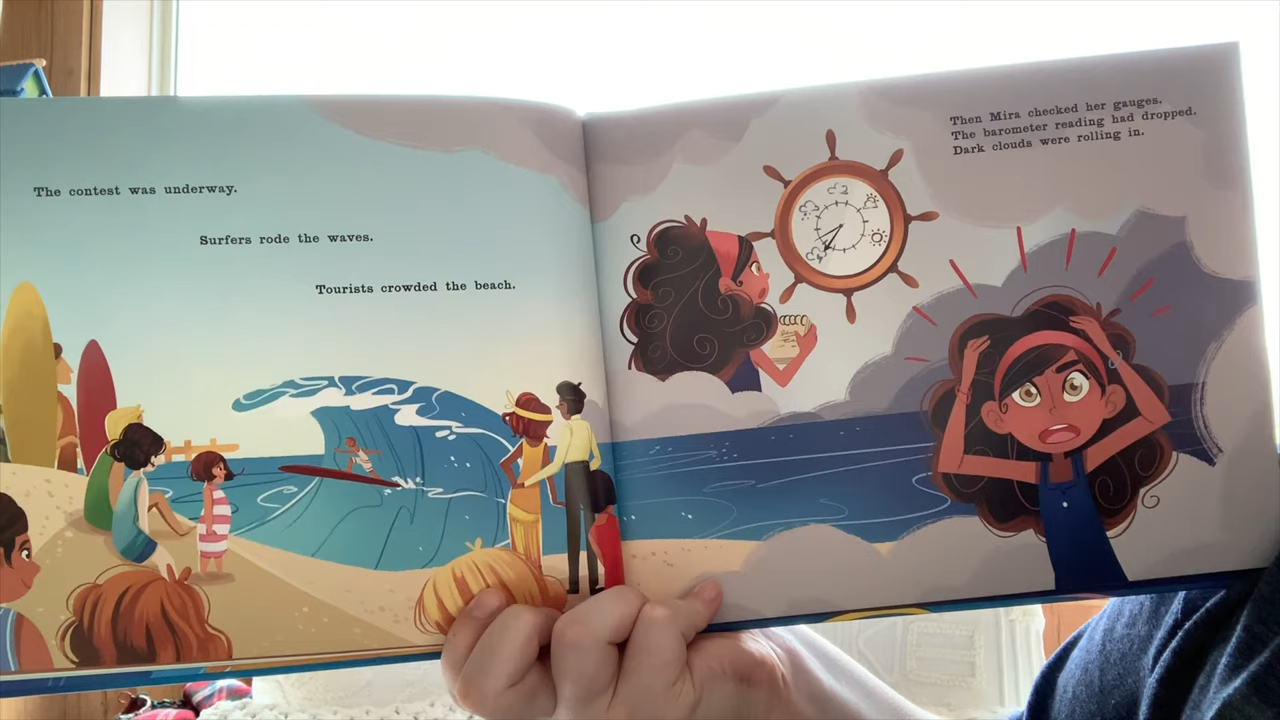 The contest was underway.
Surfers rode the waves.
Tourists crowded the beach.
Then Mira checked her gauges.
The barometer reading had dropped.
Dark clouds were rolling in.